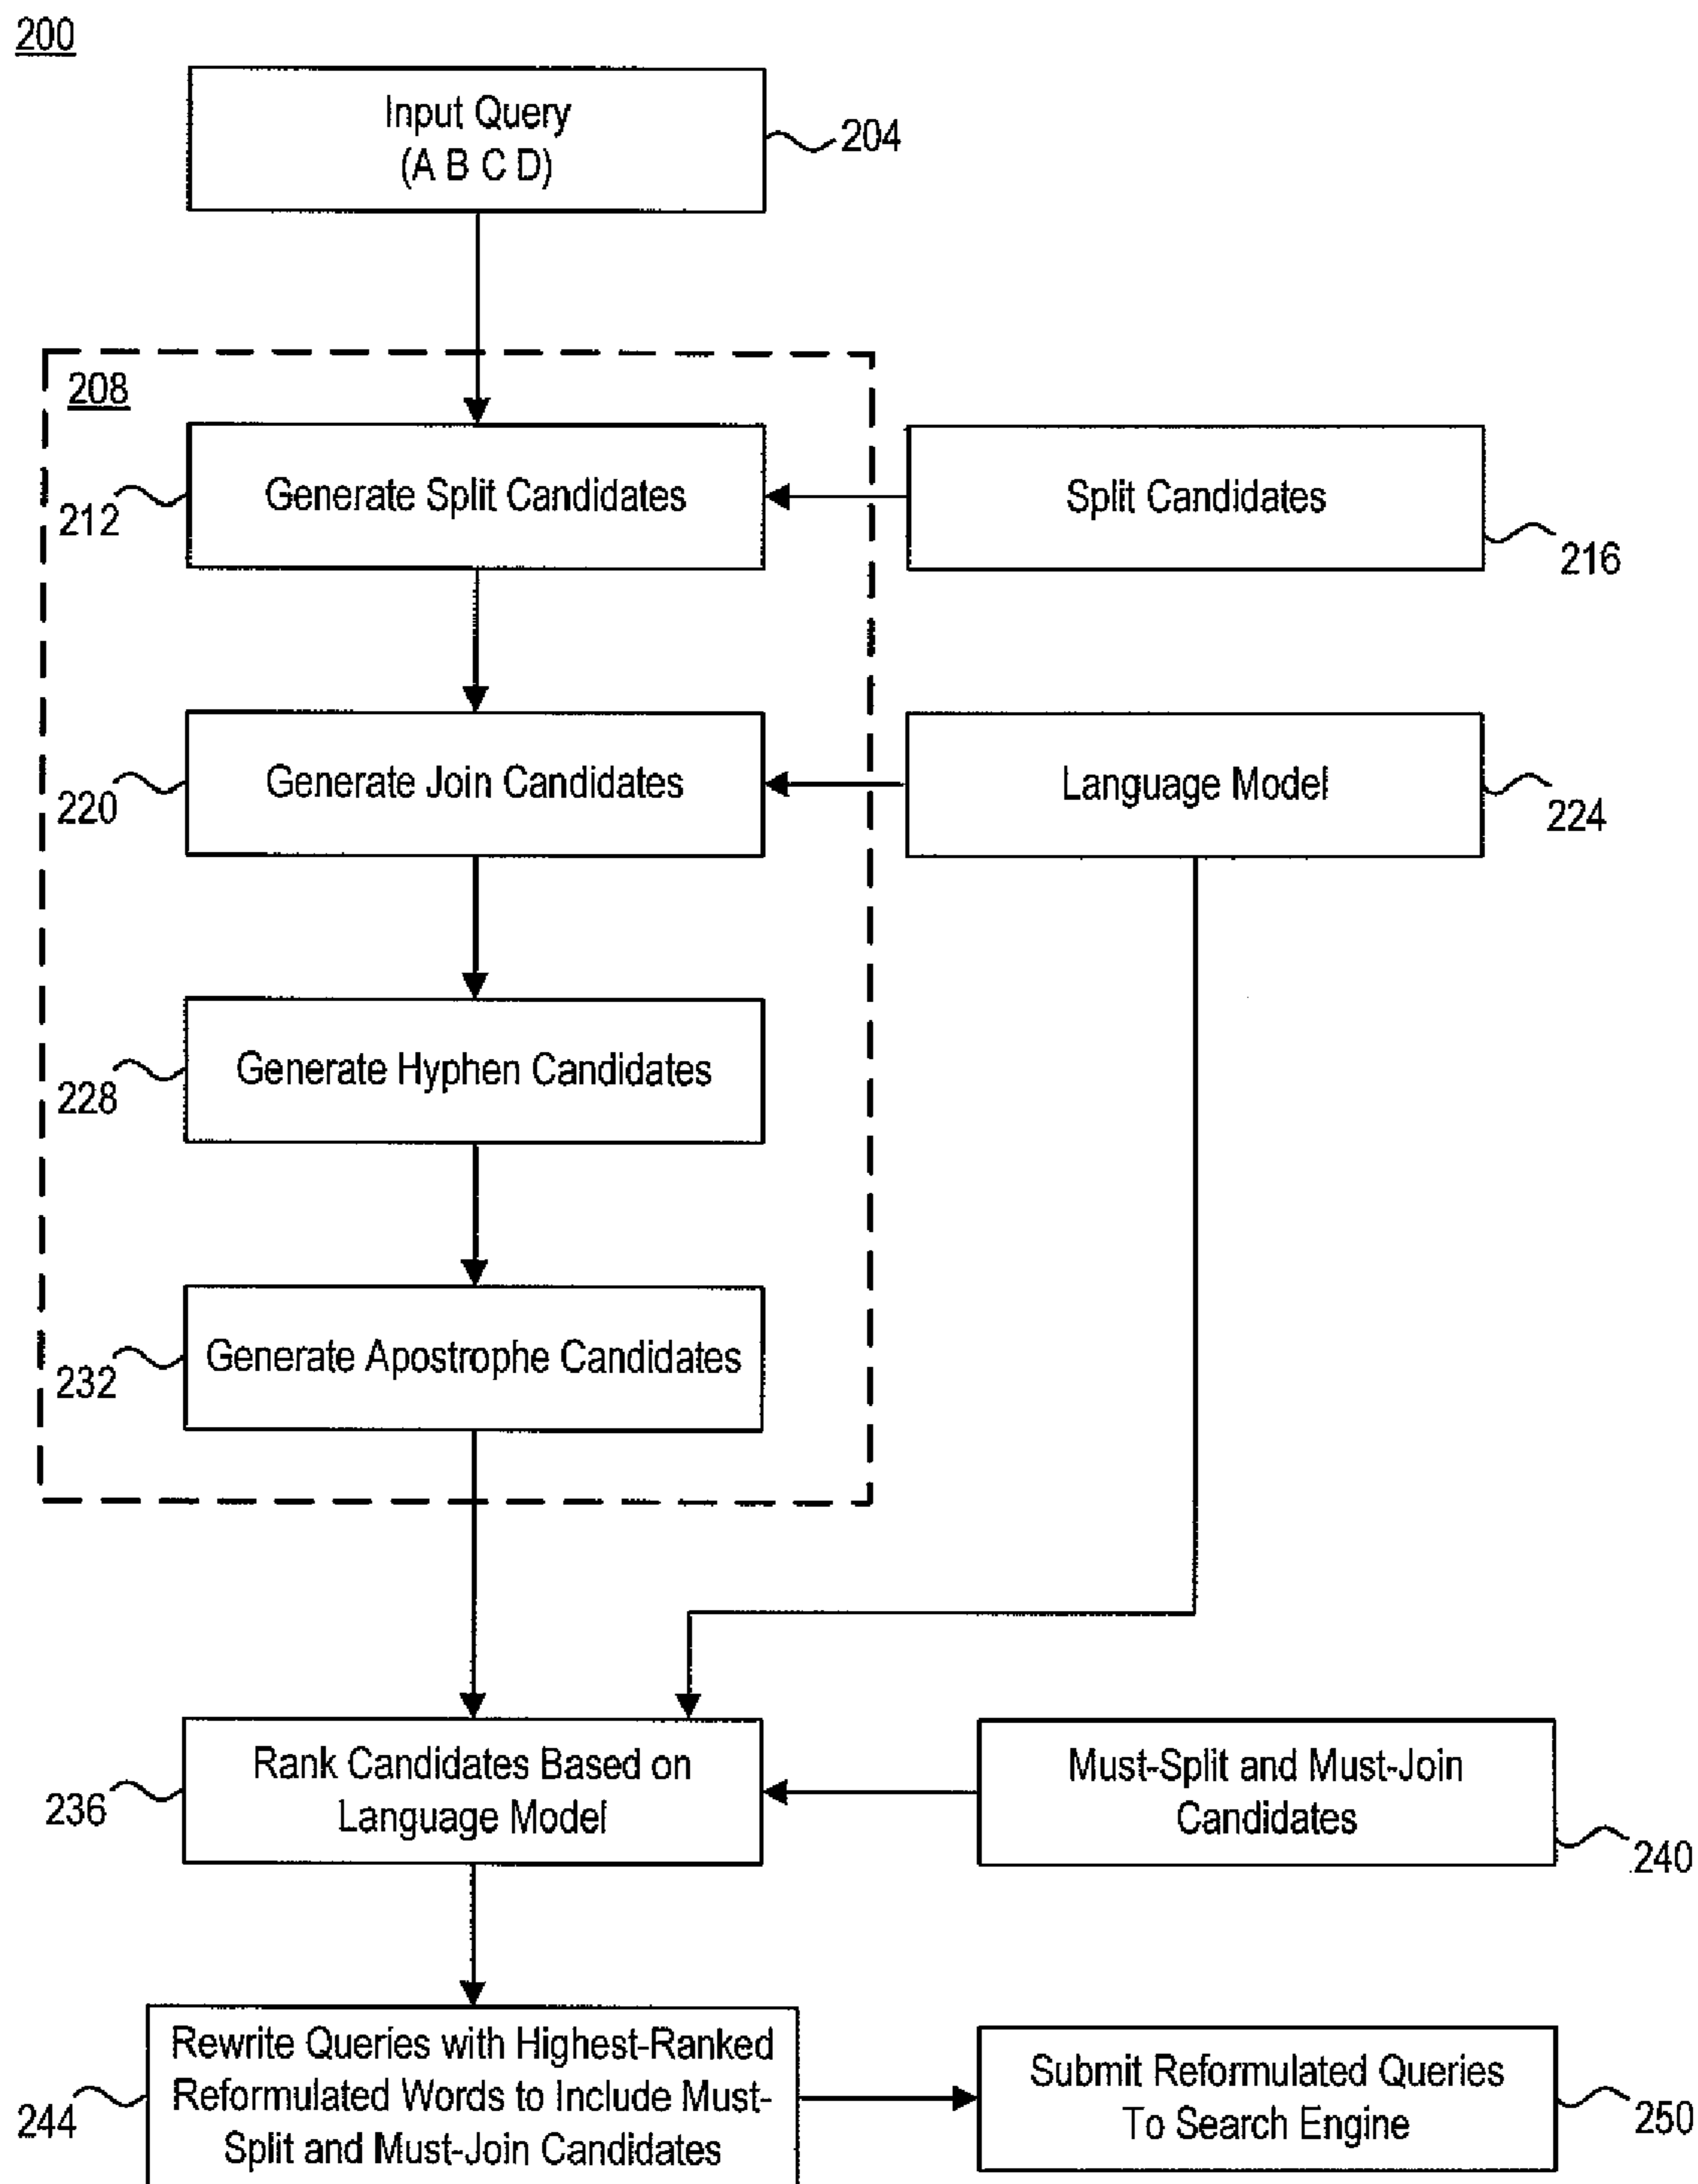 200
Input Query
(A B C D)
204
208
Generate Split Candidates
212
Split Candidates
216
Generate Join Candidates
220
Language Model
224
Generate Hyphen Candidates
228
Generate Apostrophe Candidates
232
Rank Candidates Based on
Language Model
236
Must-Split and Must-Join
Candidates
240
Rewrite Queries with Highest-Ranked
Reformulated Words to Include Must-
Split and Must-Join Candidates
244
Submit Reformulated Queries
To Search Engine
250